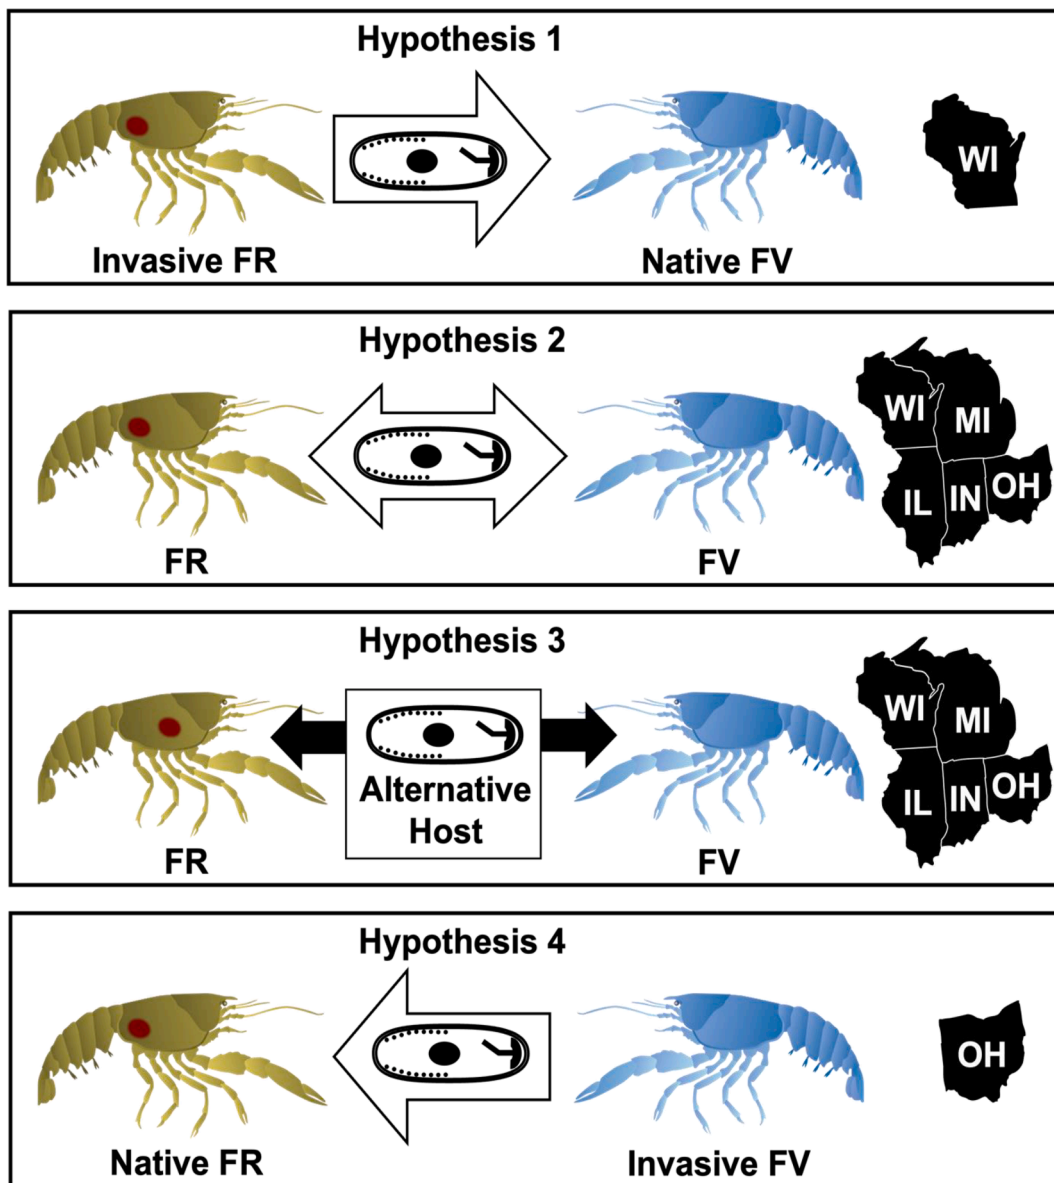 Hypothesis 1
WI
Invasive FR
Native FV
Hypothesis 2
WI
MI
IL
IN
OH
FR
FV
Hypothesis 3
WI
MI
IL
IN
OH
Alternative
Host
FR
FV
Hypothesis 4
OH
Native FR
Invasive FV